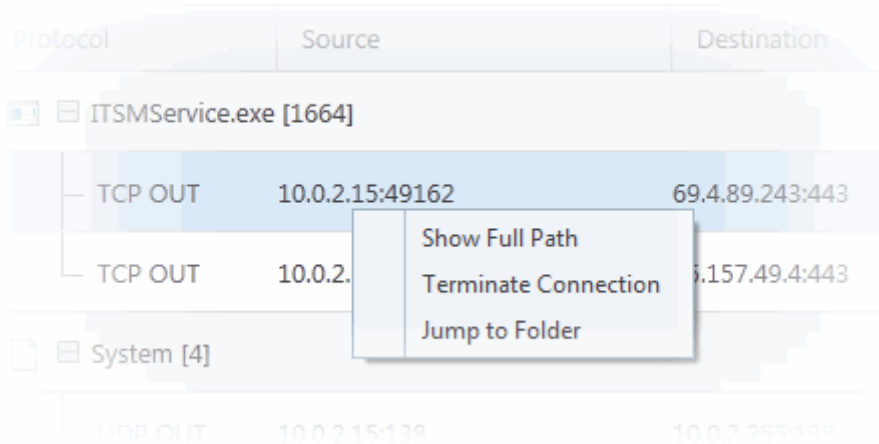 Protocol Source Destination
ITSMService.exe [1664]
TCP OUT 10.0.2.15:49162 69.4.89.243:443
Show Full Path
TCP OUT 10.0.2. .157.49.4:443
Terminate Connection
Jump to Folder
System [4]
UDP OUT 10.0.2.15:138 10.0.2.255:138